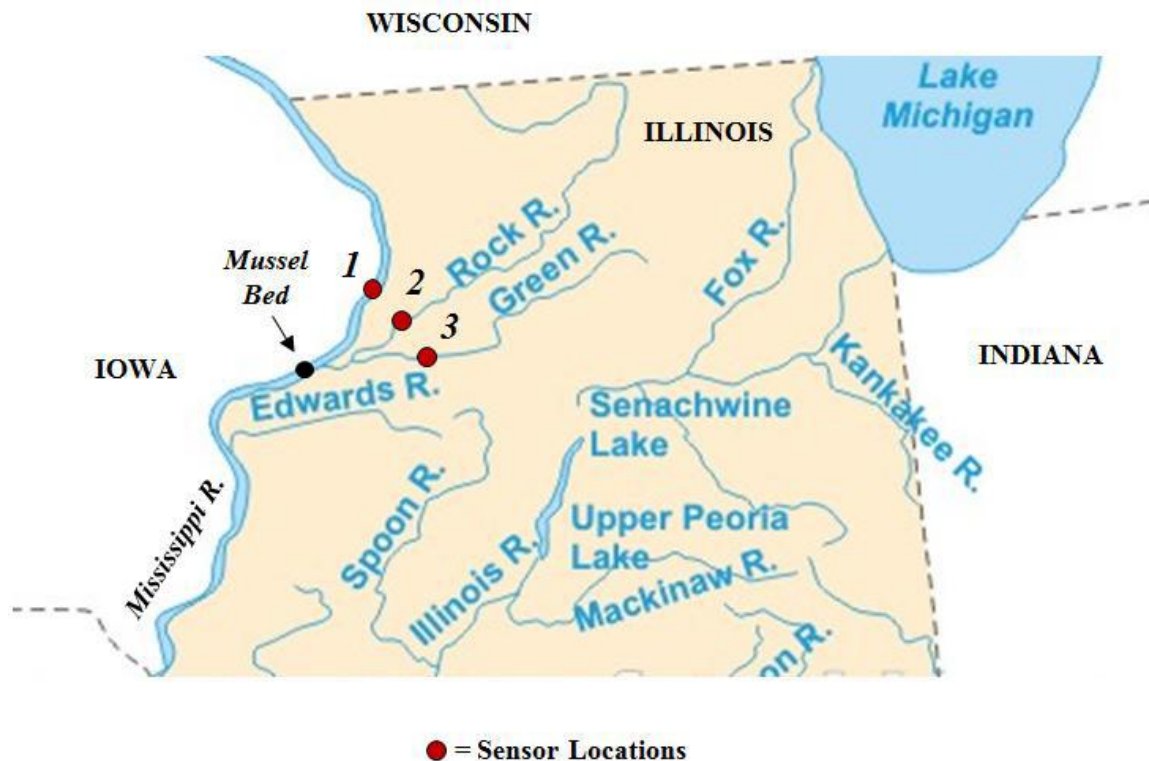 WISCONSIN
Lake
Michigan
ILLINOIS
Rock R.
Green R.
Fox R.
Mussel
Bed
1
2
3
IOWA
INDIANA
Edwards R.
Kankakee R.
Senachwine
Lake
Mississippi R.
Spoon R.
Illinois R.
Upper Peoria
Lake
Mackinaw R.
on R.
= Sensor Locations